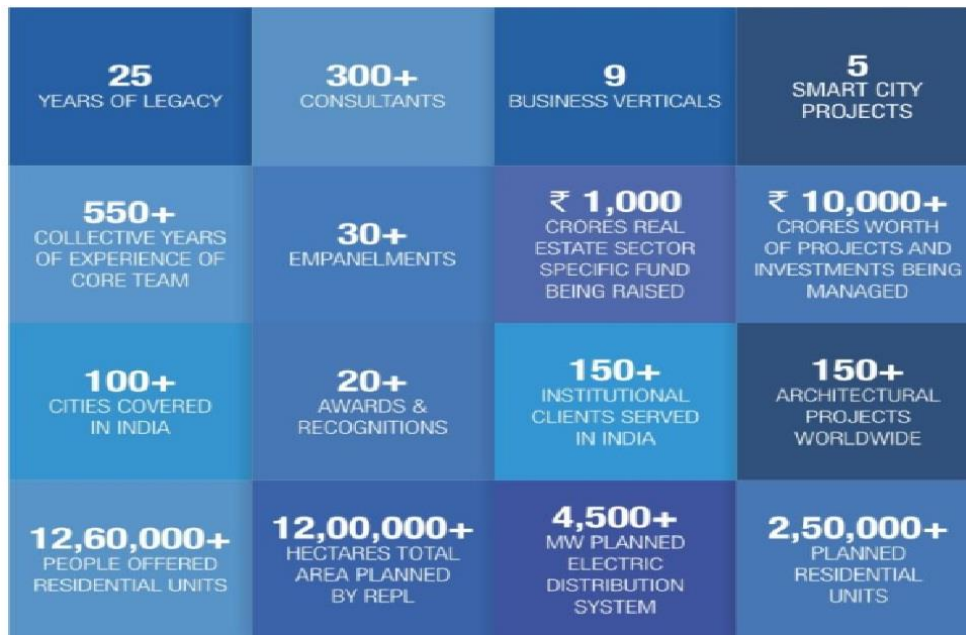 25
YEARS OF LEGACY
300+
CONSULTANTS
9
BUSINESS VERTICALS
5
SMART CITY
PROJECTS
550+
COLLECTIVE YEARS
OF EXPERIENCE OF
CORE TEAM
30+
EMPANELMENTS
₹ 1,000
CRORES REAL
ESTATE SECTOR
SPECIFIC FUND
BEING RAISED
₹ 10,000+
CRORES WORTH
OF PROJECTS AND
INVESTMENTS BEING
MANAGED
100+
CITIES COVERED
IN INDIA
20+
AWARDS &
RECOGNITIONS
150+
INSTITUTIONAL
CLIENTS SERVED
IN INDIA
150+
ARCHITECTURAL
PROJECTS
WORLDWIDE
12,60,000+
PEOPLE OFFERED
RESIDENTIAL UNITS
12,00,000+
HECTARES TOTAL
AREA PLANNED
BY REPL
4,500+
MW PLANNED
ELECTRIC
DISTRIBUTION
SYSTEM
2,50,000+
PLANNED
RESIDENTIAL
UNITS